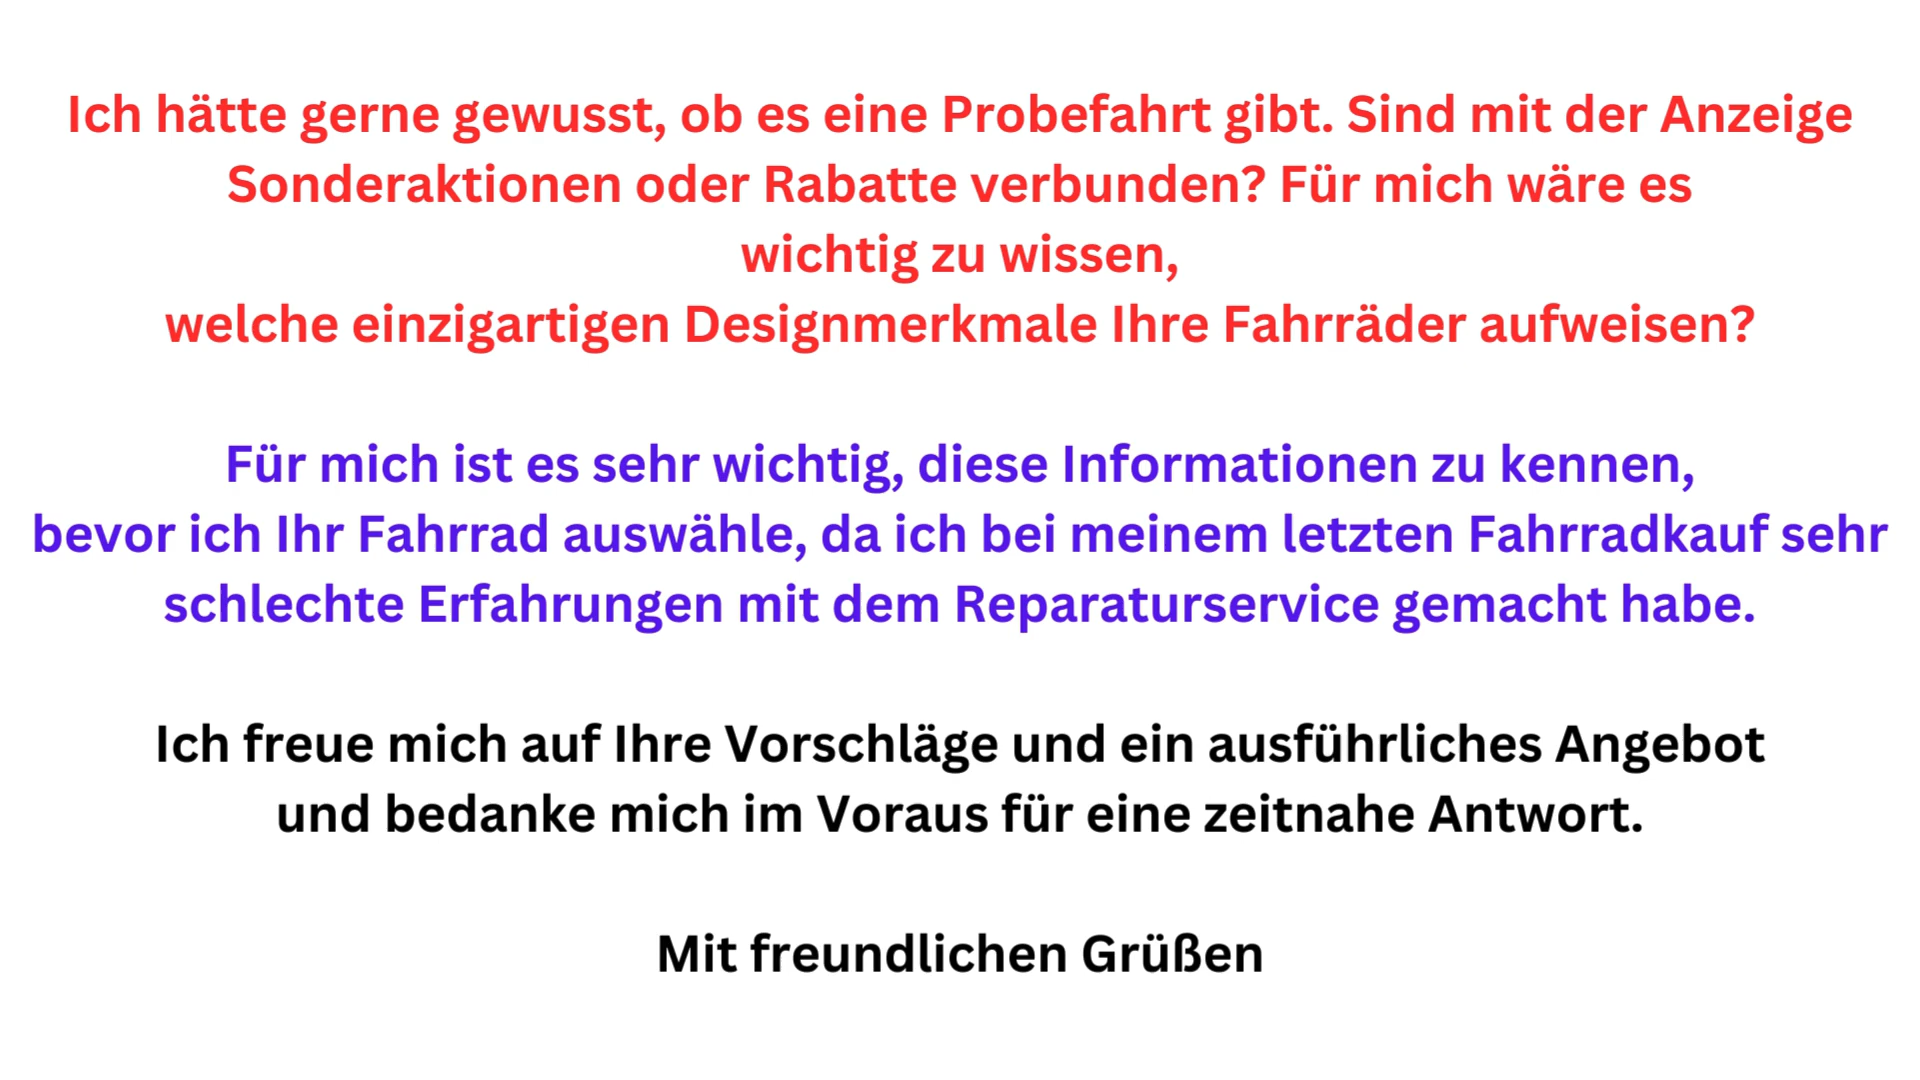 Ich hätte gerne gewusst, ob es eine Probefahrt gibt. Sind mit der Anzeige
Sonderaktionen oder Rabatte verbunden? Für mich wäre es
wichtig zu wissen,
welche einzigartigen Designmerkmale Ihre Fahrräder aufweisen?
Für mich ist es sehr wichtig, diese Informationen zu kennen,
bevor ich Ihr Fahrrad auswähle, da ich bei meinem letzten Fahrradkauf sehr
schlechte Erfahrungen mit dem Reparaturservice gemacht habe.
Ich freue mich auf Ihre Vorschläge und ein ausführliches Angebot
und bedanke mich im Voraus für eine zeitnahe Antwort.
Mit freundlichen Grüßen